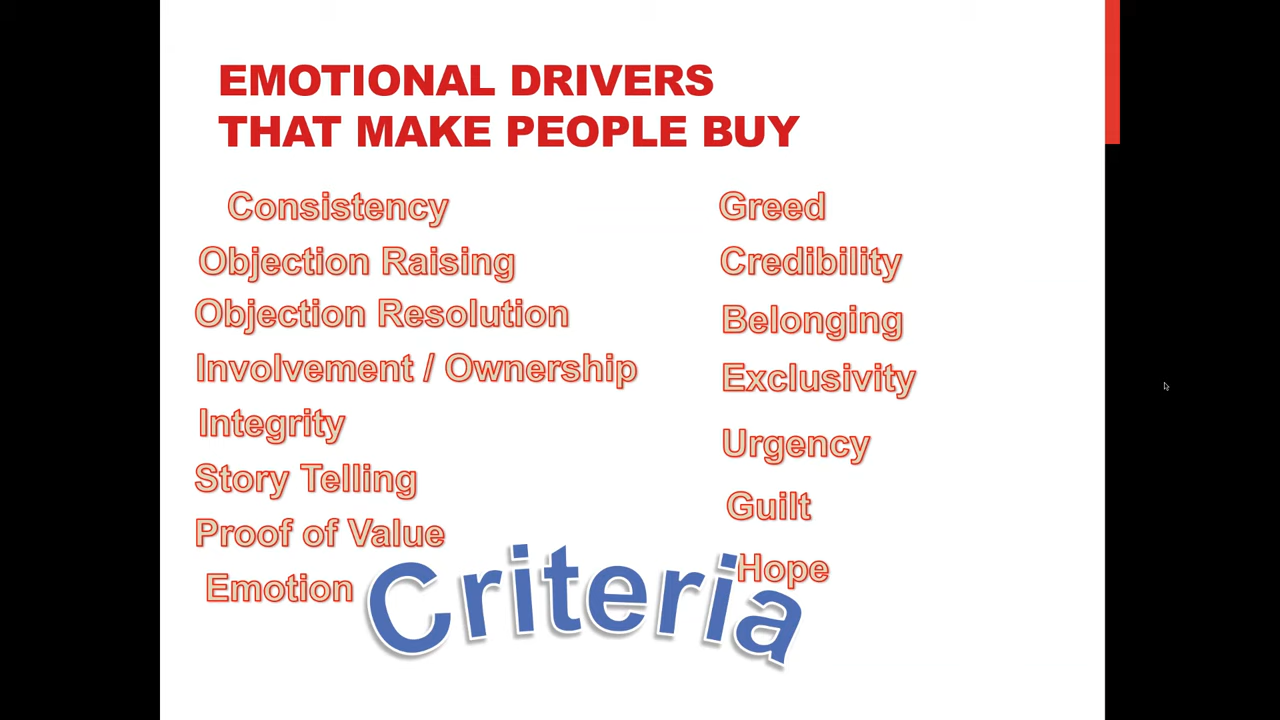 EMOTIONAL DRIVERS
THAT MAKE PEOPLE BUY
Consistency
Objection Raising
Objection Resolution
Involvement / Ownership
Integrity
Story Telling
Proof of Value
Emotion
Greed
Credibility
Belonging
Exclusivity
Urgency
Guilt
Hope
Criteria